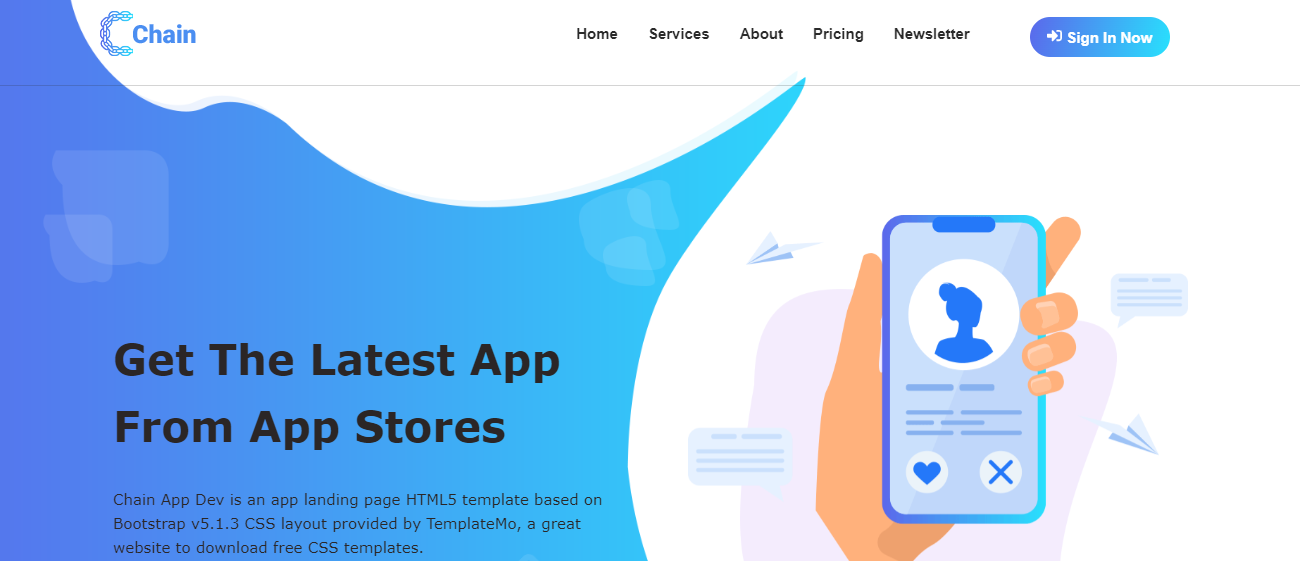 Chain
Home Services About Pricing Newsletter Sign In Now
Get The Latest App
From App Stores
Chain App Dev is an app landing page HTML5 template based on
Bootstrap v5.1.3 CSS layout provided by TemplateMo, a great
website to download free CSS templates.